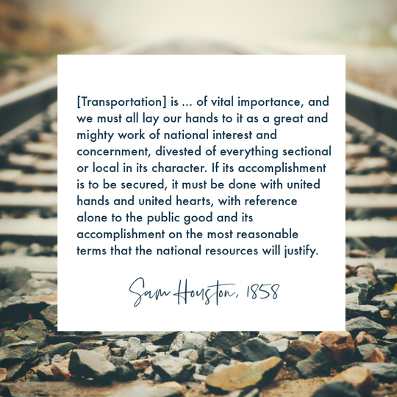 [Transportation] is ... of vital importance, and
we must all lay our hands to it as a great and
mighty work of national interest and
concernment, divested of everything sectional
or local in its character. If its accomplishment
is to be secured, it must be done with united
hands and united hearts, with reference
alone to the public good and its
accomplishment on the most reasonable
terms that the national resources will justify.
Sam Houston, 1858